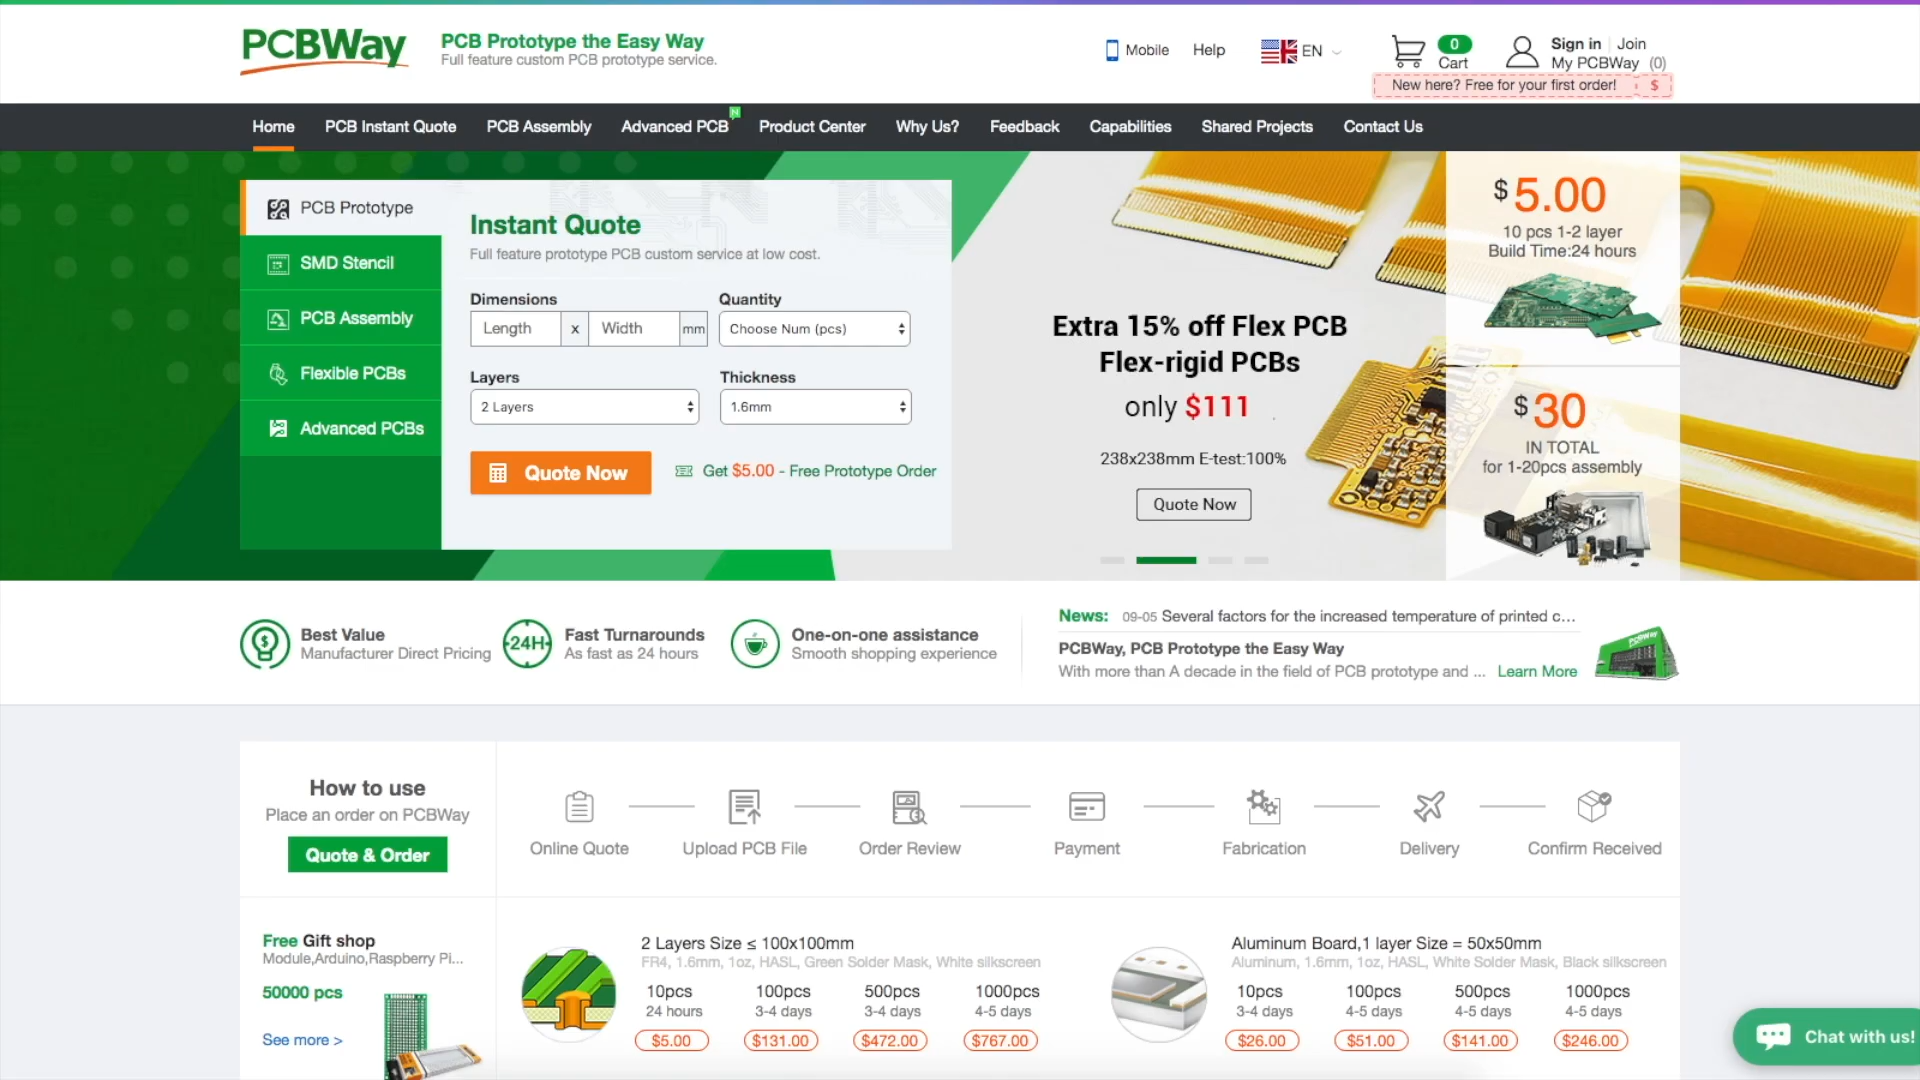 PCBWay
PCB Prototype the Easy Way
Full feature custom PCB prototype service.
Mobile
Help
EN
0
Cart
Sign in | Join
My PCBWay (0)
New here? Free for your first order! $
Home
PCB Instant Quote
PCB Assembly
Advanced PCB
N
Product Center
Why Us?
Feedback
Capabilities
Shared Projects
Contact Us
PCB Prototype
SMD Stencil
PCB Assembly
Flexible PCBs
Advanced PCBs
Instant Quote
Full feature prototype PCB custom service at low cost.
Dimensions
Quantity
Length x Width mm
Choose Num (pcs)
Layers
Thickness
2 Layers
1.6mm
Quote Now
Get $5.00 - Free Prototype Order
Extra 15% off Flex PCB
Flex-rigid PCBs
only $111
238x238mm E-test:100%
Quote Now
$5.00
10 pcs 1-2 layer
Build Time:24 hours
$30
IN TOTAL
for 1-20pcs assembly
Best Value
Manufacturer Direct Pricing
24H
Fast Turnarounds
As fast as 24 hours
One-on-one assistance
Smooth shopping experience
News: 09-05 Several factors for the increased temperature of printed c...
PCBWay, PCB Prototype the Easy Way
With more than A decade in the field of PCB prototype and ... Learn More
PCBWay
How to use
Place an order on PCBWay
Quote & Order
Online Quote
Upload PCB File
Order Review
Payment
Fabrication
Delivery
Confirm Received
Free Gift shop
Module,Arduino,Raspberry Pi...
50000 pcs
See more >
2 Layers Size ≤ 100x100mm
FR4, 1.6mm, 1oz, HASL, Green Solder Mask, White silkscreen
10pcs 100pcs 500pcs 1000pcs
24 hours 3-4 days 3-4 days 4-5 days
$5.00 $131.00 $472.00 $767.00
Aluminum Board,1 layer Size = 50x50mm
Aluminum, 1.6mm, 1oz, HASL, White Solder Mask, Black silkscreen
10pcs 100pcs 500pcs 1000pcs
3-4 days 4-5 days 4-5 days 4-5 days
$26.00 $51.00 $141.00 $246.00
Chat with us!